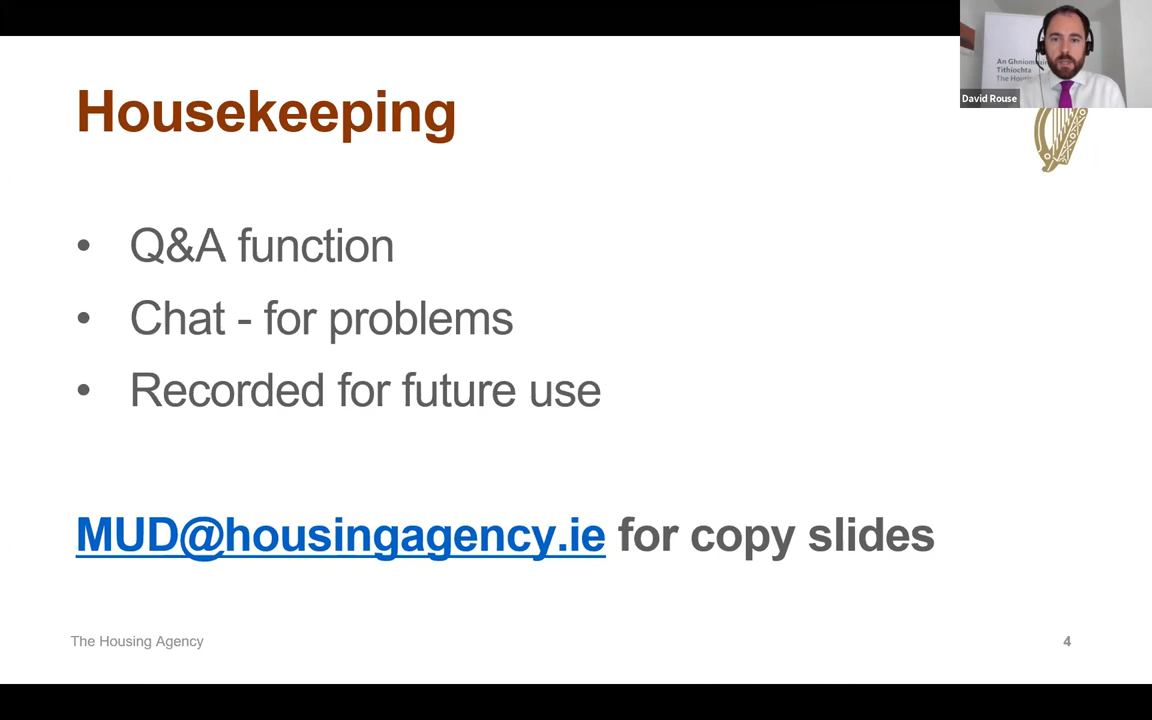 An Ghníomhai
Tithíochta
The Housi
David Rouse
Housekeeping
• Q&A function
• Chat - for problems
• Recorded for future use
MUD@housingagency.ie for copy slides
The Housing Agency
4